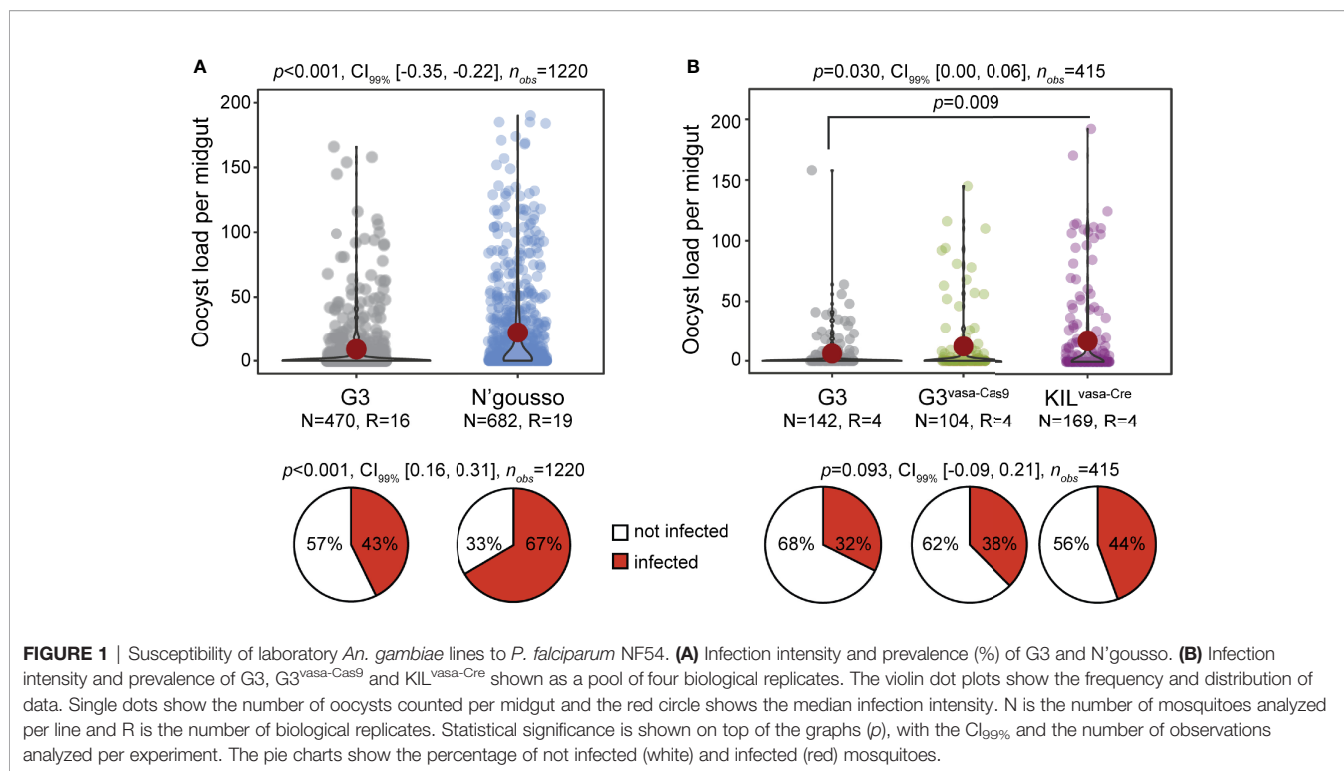 A
p<0.001, CI99% [-0.35, -0.22], nobs=1220
Oocyst load per midgut
200
150
100
50
0
G3
N=470, R=16
N'gousso
N=682, R=19
p<0.001, CI99% [0.16, 0.31], nobs=1220
57%
43%
33%
67%
not infected
infected
B
p=0.030, CI99% [0.00, 0.06], nobs=415
p=0.009
Oocyst load per midgut
200
150
100
50
0
G3
N=142, R=4
G3vasa-Cas9
N=104, R=4
KILvasa-Cre
N=169, R=4
p=0.093, CI99% [-0.09, 0.21], nobs=415
68%
32%
62%
38%
56%
44%
FIGURE 1 | Susceptibility of laboratory An. gambiae lines to P. falciparum NF54. (A) Infection intensity and prevalence (%) of G3 and N'gousso. (B) Infection
intensity and prevalence of G3, G3vasa-Cas9 and KILvasa-Cre shown as a pool of four biological replicates. The violin dot plots show the frequency and distribution of
data. Single dots show the number of oocysts counted per midgut and the red circle shows the median infection intensity. N is the number of mosquitoes analyzed
per line and R is the number of biological replicates. Statistical significance is shown on top of the graphs (p), with the CI99% and the number of observations
analyzed per experiment. The pie charts show the percentage of not infected (white) and infected (red) mosquitoes.